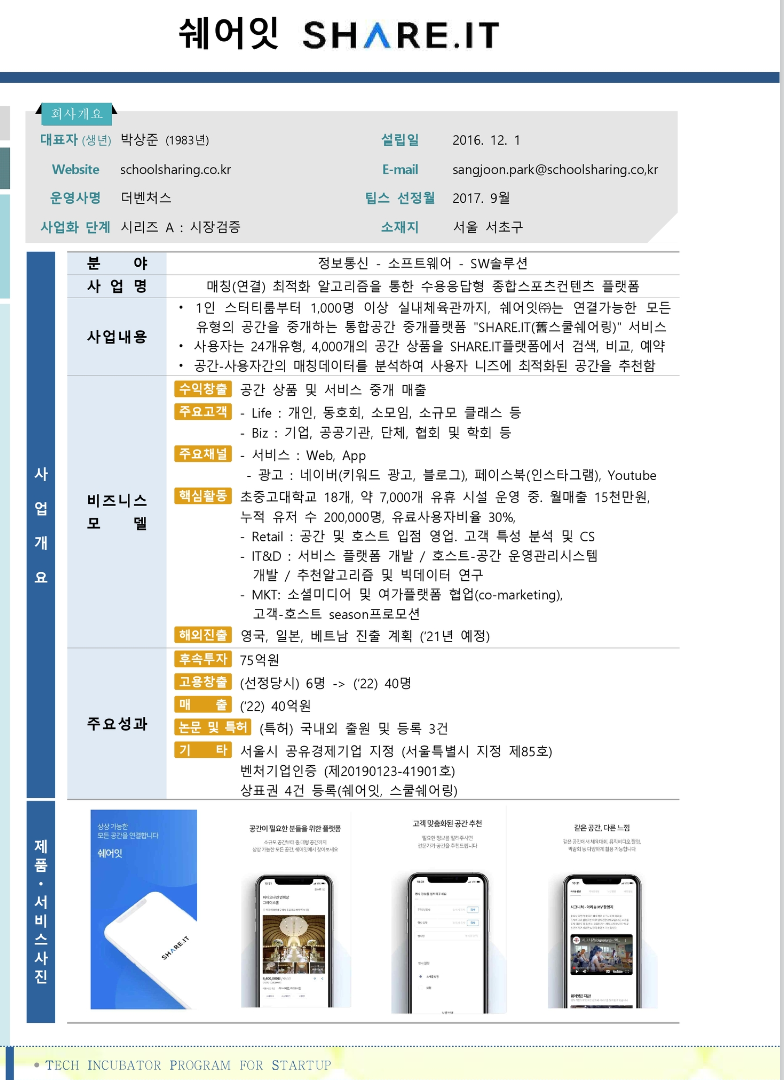 쉐어잇 SHARE.IT
회사개요
대표자 (생년) 박상준 (1983년) 설립일 2016. 12. 1
Website schoolsharing.co.kr E-mail sangjoon.park@schoolsharing.co,kr
운영사명 더벤처스 팁스 선정월 2017. 9월
사업화 단계 시리즈 A : 시장검증 소재지 서울 서초구
사업개요
분 야 정보통신 - 소프트웨어 - SW솔루션
사 업 명 매칭(연결) 최적화 알고리즘을 통한 수용응답형 종합스포츠컨텐츠 플랫폼
사업내용
• 1인 스터티룸부터 1,000명 이상 실내체육관까지, 쉐어잇㈜는 연결가능한 모든
유형의 공간을 중개하는 통합공간 중개플랫폼 "SHARE.IT(舊스쿨쉐어링)" 서비스
• 사용자는 24개유형, 4,000개의 공간 상품을 SHARE.IT플랫폼에서 검색, 비교, 예약
• 공간-사용자간의 매칭데이터를 분석하여 사용자 니즈에 최적화된 공간을 추천함
비즈니스
모 델
수익창출 공간 상품 및 서비스 중개 매출
주요고객 - Life : 개인, 동호회, 소모임, 소규모 클래스 등
- Biz : 기업, 공공기관, 단체, 협회 및 학회 등
주요채널 - 서비스 : Web, App
- 광고 : 네이버(키워드 광고, 블로그), 페이스북(인스타그램), Youtube
핵심활동 초중고대학교 18개, 약 7,000개 유휴 시설 운영 중. 월매출 15천만원,
누적 유저 수 200,000명, 유료사용자비율 30%,
- Retail : 공간 및 호스트 입점 영업. 고객 특성 분석 및 CS
- IT&D : 서비스 플랫폼 개발 / 호스트-공간 운영관리시스템
개발 / 추천알고리즘 및 빅데이터 연구
- MKT: 소셜미디어 및 여가플랫폼 협업(co-marketing),
고객-호스트 season프로모션
해외진출 영국, 일본, 베트남 진출 계획 ('21년 예정)
주요성과
후속투자 75억원
고용창출 (선정당시) 6명 -> ('22) 40명
매 출 ('22) 40억원
논문 및 특허 (특허) 국내외 출원 및 등록 3건
기 타 서울시 공유경제기업 지정 (서울특별시 지정 제85호)
벤처기업인증 (제20190123-41901호)
상표권 4건 등록(쉐어잇, 스쿨쉐어링)
제품·서비스사진
상상 가능한
모든 공간을 연결합니다
쉐어잇
SHARE.IT
공간이 필요한 분들을 위한 플랫폼
고객 맞춤화된 공간 추천
같은 공간, 다른 느낌
• TECH INCUBATOR PROGRAM FOR STARTUP